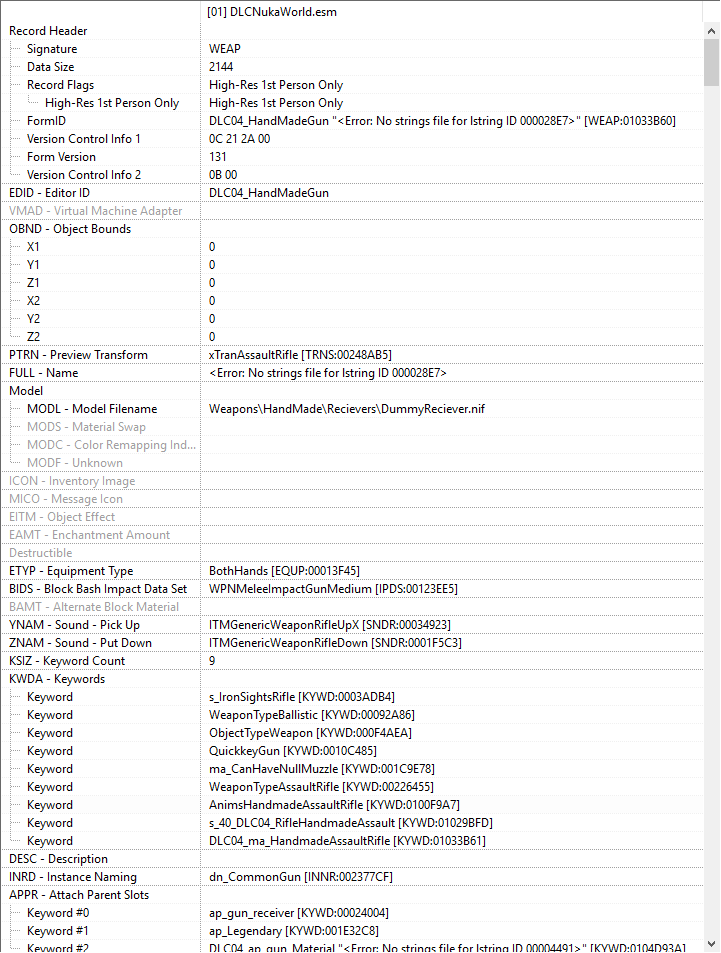 [01] DLCNukaWorld.esm
Record Header
Signature WEAP
Data Size 2144
Record Flags High-Res 1st Person Only
High-Res 1st Person Only High-Res 1st Person Only
FormID DLC04_HandMadeGun "<Error: No strings file for lstring ID 000028E7>" [WEAP:01033B60]
Version Control Info 1 0C 21 2A 00
Form Version 131
Version Control Info 2 0B 00
EDID - Editor ID DLC04_HandMadeGun
VMAD - Virtual Machine Adapter
OBND - Object Bounds
X1 0
Y1 0
Z1 0
X2 0
Y2 0
Z2 0
PTRN - Preview Transform xTranAssaultRifle [TRNS:00248AB5]
FULL - Name <Error: No strings file for lstring ID 000028E7>
Model
MODL - Model Filename Weapons\HandMade\Recievers\DummyReciever.nif
MODS - Material Swap
MODC - Color Remapping Ind...
MODF - Unknown
ICON - Inventory Image
MICO - Message Icon
EITM - Object Effect
EAMT - Enchantment Amount
Destructible
ETYP - Equipment Type BothHands [EQUP:00013F45]
BIDS - Block Bash Impact Data Set WPNMeleeImpactGunMedium [IPDS:00123EE5]
BAMT - Alternate Block Material
YNAM - Sound - Pick Up ITMGenericWeaponRifleUpX [SNDR:00034923]
ZNAM - Sound - Put Down ITMGenericWeaponRifleDown [SNDR:0001F5C3]
KSIZ - Keyword Count 9
KWDA - Keywords
Keyword s_IronSightsRifle [KYWD:0003ADB4]
Keyword WeaponTypeBallistic [KYWD:00092A86]
Keyword ObjectTypeWeapon [KYWD:000F4AEA]
Keyword QuickkeyGun [KYWD:0010C485]
Keyword ma_CanHaveNullMuzzle [KYWD:001C9E78]
Keyword WeaponTypeAssaultRifle [KYWD:00226455]
Keyword AnimsHandmadeAssaultRifle [KYWD:0100F9A7]
Keyword s_40_DLC04_RifleHandmadeAssault [KYWD:01029BFD]
Keyword DLC04_ma_HandmadeAssaultRifle [KYWD:01033B61]
DESC - Description
INRD - Instance Naming dn_CommonGun [INNR:002377CF]
APPR - Attach Parent Slots
Keyword #0 ap_gun_receiver [KYWD:00024004]
Keyword #1 ap_Legendary [KYWD:001E32C8]
Keyword #2 DLC04_ap_gun_Material "<Error: No strings file for lstring ID 00004491>" [KYWD:0104D93A]